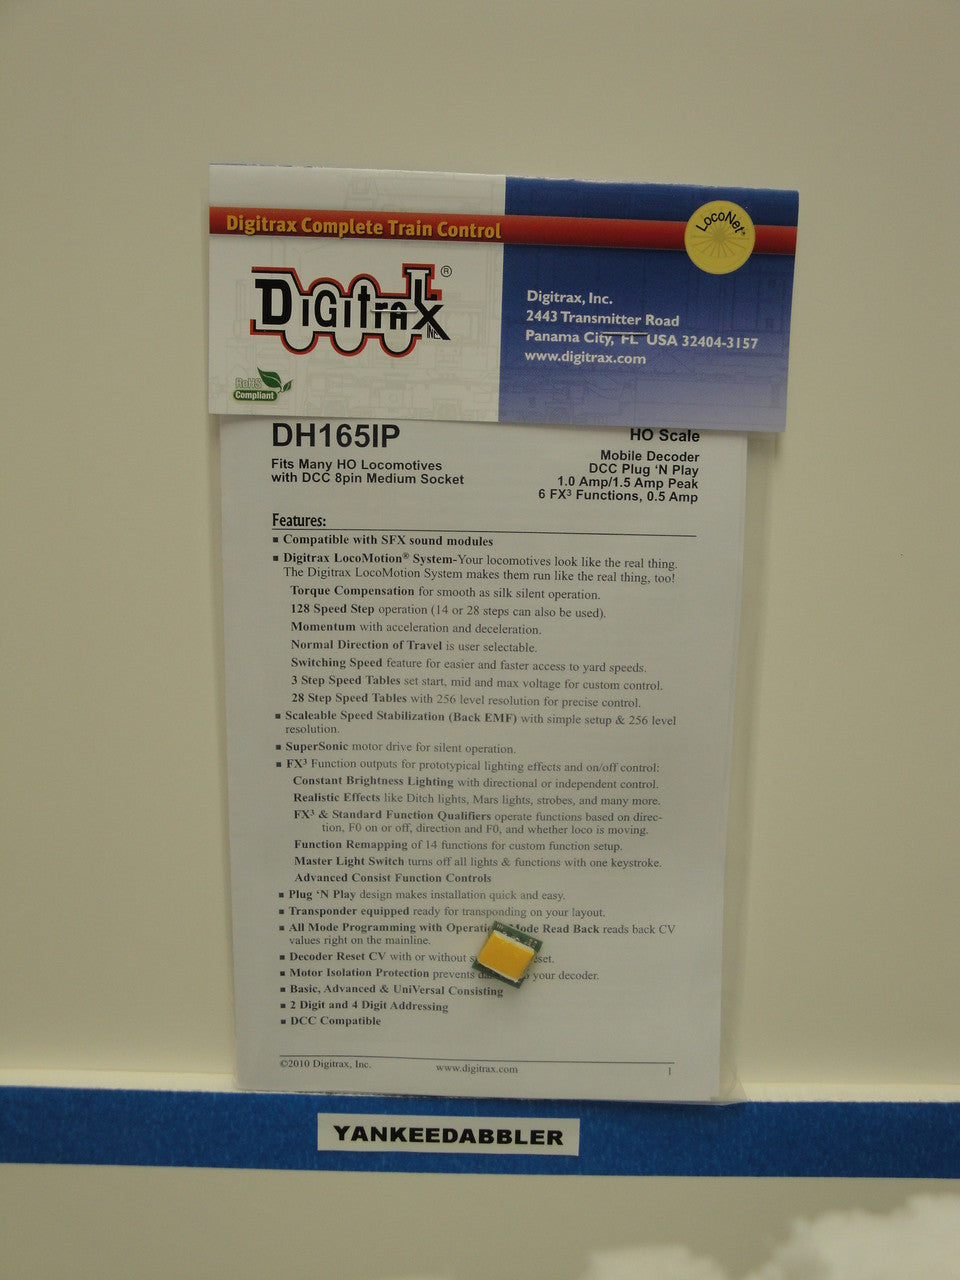 Digitrax Complete Train Control
LocoNet®
DIGITRAX®
INC
RoHS
Compliant
Digitrax, Inc.
2443 Transmitter Road
Panama City, FL USA 32404-3157
www.digitrax.com
DH165IP
Fits Many HO Locomotives
with DCC 8pin Medium Socket
HO Scale
Mobile Decoder
DCC Plug ‘N Play
1.0 Amp/1.5 Amp Peak
6 FX³ Functions, 0.5 Amp
Features:
■ Compatible with SFX sound modules
■ Digitrax LocoMotion® System-Your locomotives look like the real thing.
The Digitrax LocoMotion System makes them run like the real thing, too!
Torque Compensation for smooth as silk silent operation.
128 Speed Step operation (14 or 28 steps can also be used).
Momentum with acceleration and deceleration.
Normal Direction of Travel is user selectable.
Switching Speed feature for easier and faster access to yard speeds.
3 Step Speed Tables set start, mid and max voltage for custom control.
28 Step Speed Tables with 256 level resolution for precise control.
■ Scaleable Speed Stabilization (Back EMF) with simple setup & 256 level
resolution.
■ SuperSonic motor drive for silent operation.
■ FX³ Function outputs for prototypical lighting effects and on/off control:
Constant Brightness Lighting with directional or independent control.
Realistic Effects like Ditch lights, Mars lights, strobes, and many more.
FX³ & Standard Function Qualifiers operate functions based on direc-
tion, F0 on or off, direction and F0, and whether loco is moving.
Function Remapping of 14 functions for custom function setup.
Master Light Switch turns off all lights & functions with one keystroke.
Advanced Consist Function Controls
■ Plug ‘N Play design makes installation quick and easy.
■ Transponder equipped ready for transponding on your layout.
■ All Mode Programming with Mode Read Back reads back CV
values right on the mainline.
■ Decoder Reset CV with or without
■ Motor Isolation Protection prevents your decoder.
■ Basic, Advanced & UniVersal Consisting
■ 2 Digit and 4 Digit Addressing
■ DCC Compatible
©2010 Digitrax, Inc.
www.digitrax.com
1
YANKEEDABBLER